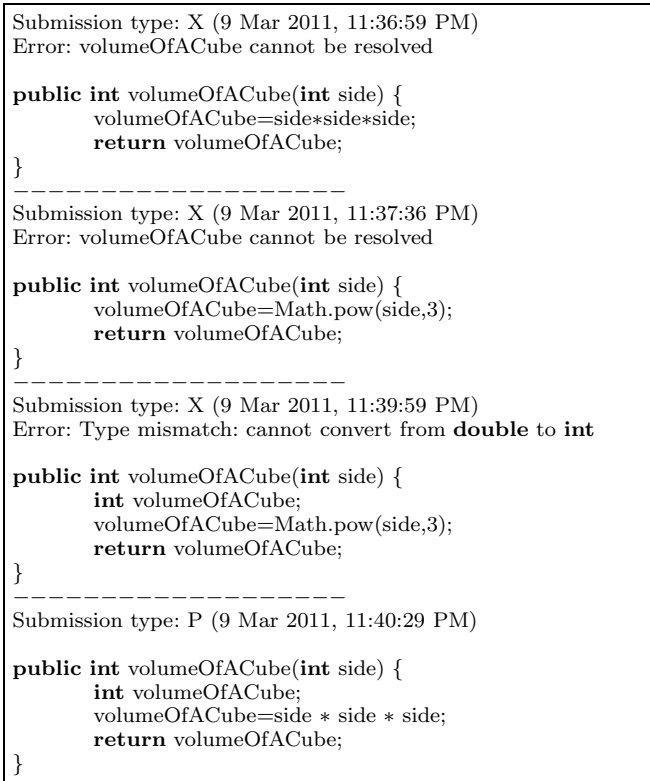 Submission type: X (9 Mar 2011, 11:36:59 PM)
Error: volumeOfACube cannot be resolved
public int volumeOfACube(int side) {
volumeOfACube=side∗side∗side;
return volumeOfACube;
}
−−−−−−−−−−−−−−−−−−−
Submission type: X (9 Mar 2011, 11:37:36 PM)
Error: volumeOfACube cannot be resolved
public int volumeOfACube(int side) {
volumeOfACube=Math.pow(side,3);
return volumeOfACube;
}
−−−−−−−−−−−−−−−−−−−
Submission type: X (9 Mar 2011, 11:39:59 PM)
Error: Type mismatch: cannot convert from double to int
public int volumeOfACube(int side) {
int volumeOfACube;
volumeOfACube=Math.pow(side,3);
return volumeOfACube;
}
−−−−−−−−−−−−−−−−−−−
Submission type: P (9 Mar 2011, 11:40:29 PM)
public int volumeOfACube(int side) {
int volumeOfACube;
volumeOfACube=side ∗ side ∗ side;
return volumeOfACube;
}